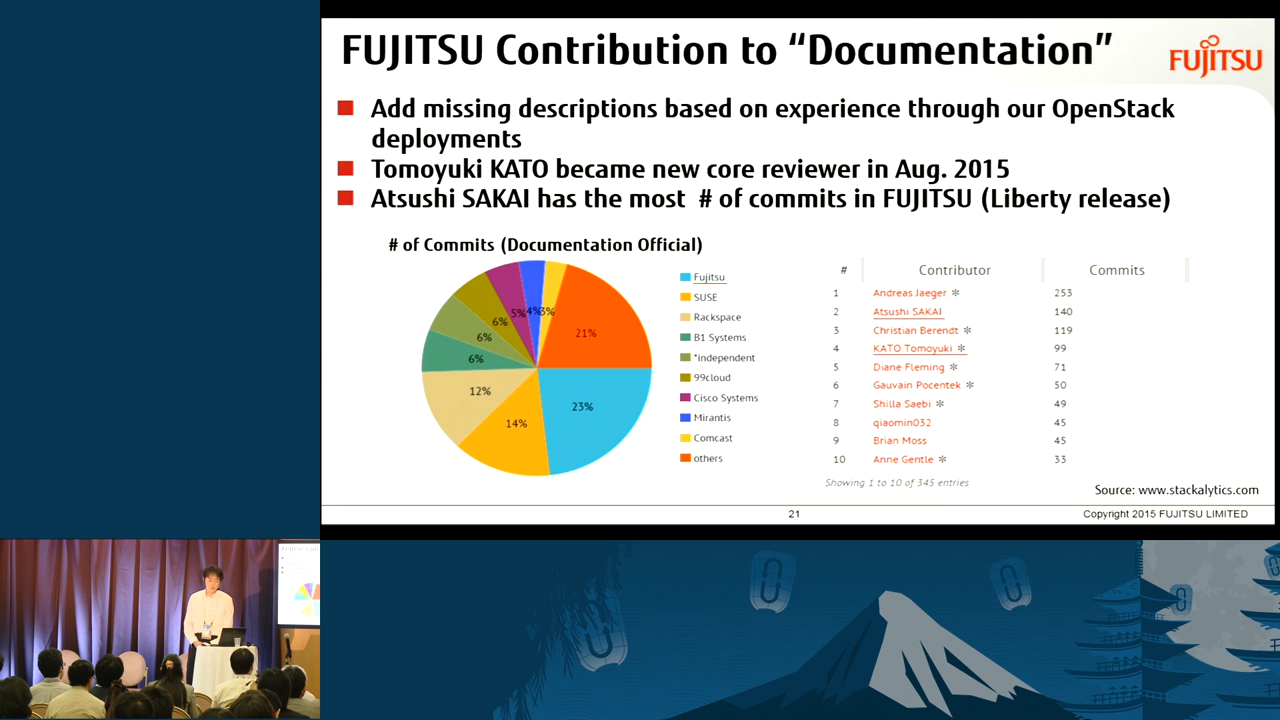 FUJITSU Contribution to “Documentation”
FUJITSU
Add missing descriptions based on experience through our OpenStack
deployments
Tomoyuki KATO became new core reviewer in Aug. 2015
Atsushi SAKAI has the most # of commits in FUJITSU (Liberty release)
# of Commits (Documentation Official)
23%
14%
12%
6%
6%
6%
5%
4%
3%
21%
Fujitsu
SUSE
Rackspace
B1 Systems
*independent
99cloud
Cisco Systems
Mirantis
Comcast
others
# Contributor Commits
1 Andreas Jaeger ✻ 253
2 Atsushi SAKAI 140
3 Christian Berendt ✻ 119
4 KATO Tomoyuki ✻ 99
5 Diane Fleming ✻ 71
6 Gauvain Pocentek ✻ 50
7 Shilla Saebi ✻ 49
8 qiaomin032 45
9 Brian Moss 45
10 Anne Gentle ✻ 33
Showing 1 to 10 of 345 entries
Source: www.stackalytics.com
21
Copyright 2015 FUJITSU LIMITED